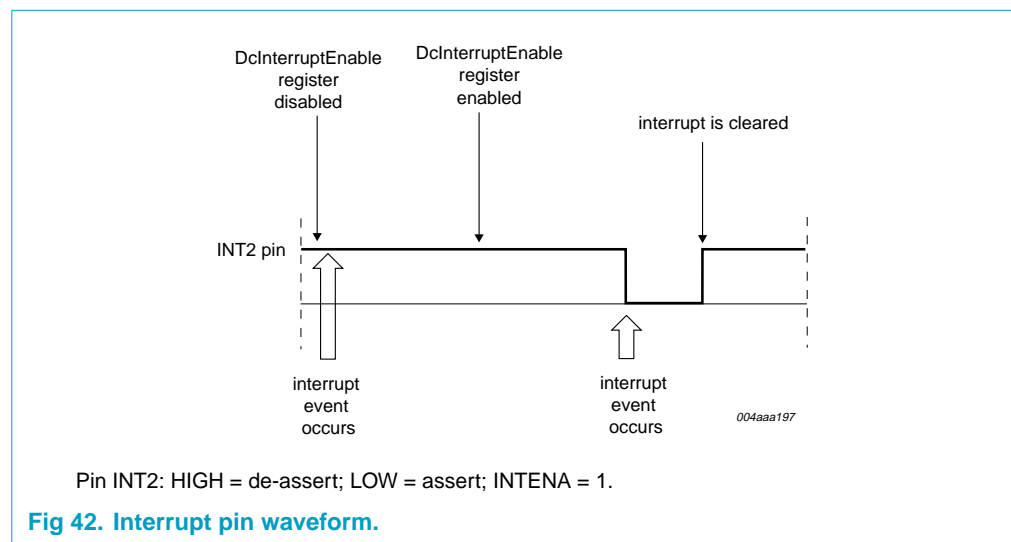 DcInterruptEnable
register
disabled
DcInterruptEnable
register
enabled
interrupt is cleared
INT2 pin
interrupt
event
occurs
interrupt
event
occurs
004aaa197
Pin INT2: HIGH = de-assert; LOW = assert; INTENA = 1.
Fig 42. Interrupt pin waveform.